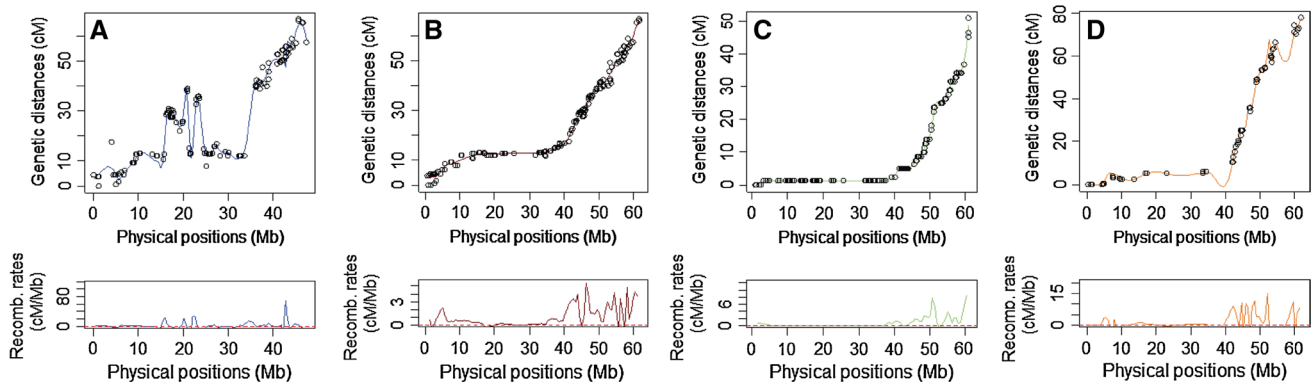 A
Genetic distances (cM)
0 10 30 50
0 10 20 30 40
Physical positions (Mb)
Recomb. rates
(cM/Mb)
0 80
0 10 20 30 40
Physical positions (Mb)
B
Genetic distances (cM)
0 10 30 50
0 10 20 30 40 50 60
Physical positions (Mb)
Recomb. rates
(cM/Mb)
0 3
0 10 20 30 40 50 60
Physical positions (Mb)
C
Genetic distances (cM)
0 10 20 30 40 50
0 10 20 30 40 50 60
Physical positions (Mb)
Recomb. rates
(cM/Mb)
0 6
0 10 20 30 40 50 60
Physical positions (Mb)
D
Genetic distances (cM)
0 20 40 60 80
0 10 20 30 40 50 60
Physical positions (Mb)
Recomb. rates
(cM/Mb)
0 15
0 10 20 30 40 50 60
Physical positions (Mb)